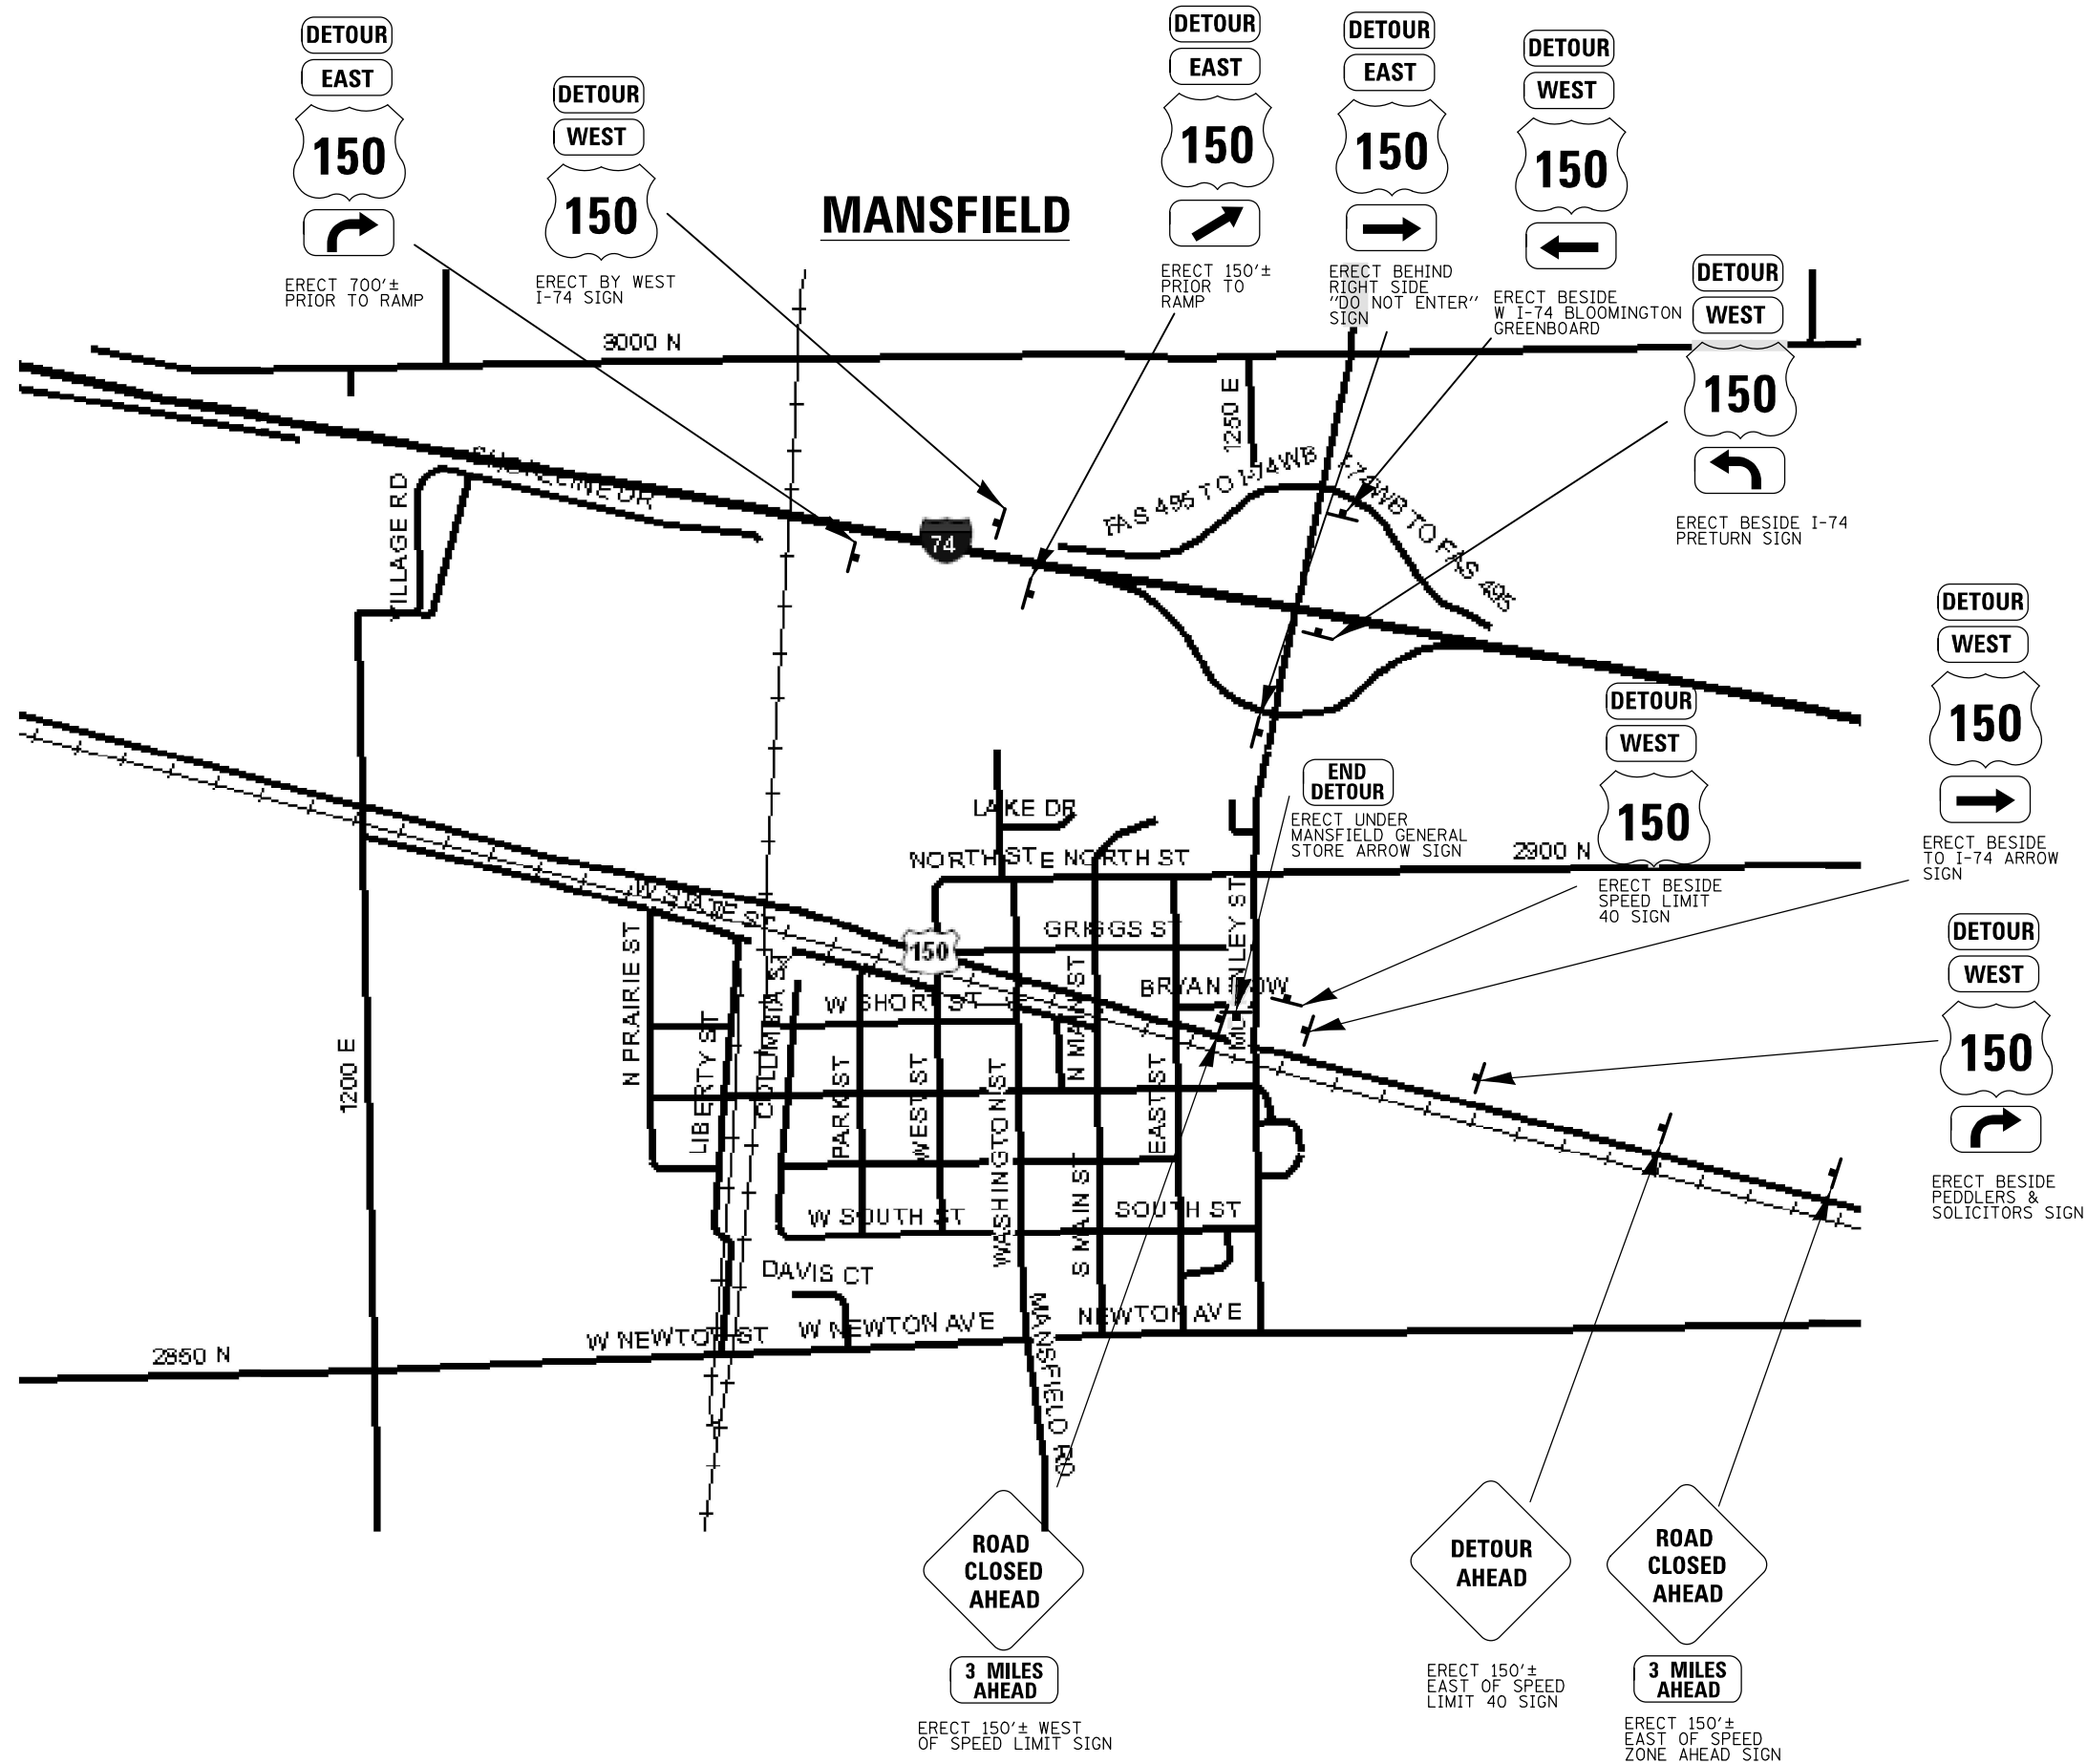 DETOUR
EAST
150
ERECT 700'±
PRIOR TO RAMP
DETOUR
WEST
150
ERECT BY WEST
I-74 SIGN
MANSFIELD
DETOUR
EAST
150
ERECT 150'±
PRIOR TO
RAMP
DETOUR
EAST
150
ERECT BEHIND
RIGHT SIDE
"DO NOT ENTER"
SIGN
DETOUR
WEST
150
ERECT BESIDE
W I-74 BLOOMINGTON
GREENBOARD
DETOUR
WEST
150
ERECT BESIDE I-74
PRETURN SIGN
3000 N
1250 E
FAS 495 TO I-74WB
I-74WB TO FAS 495
VILLAGE RD
DR
74
DETOUR
WEST
150
ERECT BESIDE
TO I-74 ARROW
SIGN
DETOUR
WEST
150
ERECT BESIDE
SPEED LIMIT
40 SIGN
END
DETOUR
ERECT UNDER
MANSFIELD GENERAL
STORE ARROW SIGN
LAKE DR
NORTH ST
E NORTH ST
2900 N
W STATE ST
150
GRIGGS ST
BRYAN ROW
W SHORT ST
N PRAIRIE ST
LIBERTY ST
COLUMBIA ST
PARK ST
WEST ST
WASHINGTON ST
N MAIN ST
S MAIN ST
EAST ST
1200 E
DETOUR
WEST
150
ERECT BESIDE
PEDDLERS &
SOLICITORS SIGN
W SOUTH ST
SOUTH ST
DAVIS CT
W NEWTON ST
W NEWTON AVE
NEWTON AVE
2850 N
MANSFIELD RD
ROAD
CLOSED
AHEAD
3 MILES
AHEAD
ERECT 150'± WEST
OF SPEED LIMIT SIGN
DETOUR
AHEAD
ERECT 150'±
EAST OF SPEED
LIMIT 40 SIGN
ROAD
CLOSED
AHEAD
3 MILES
AHEAD
ERECT 150'±
EAST OF SPEED
ZONE AHEAD SIGN